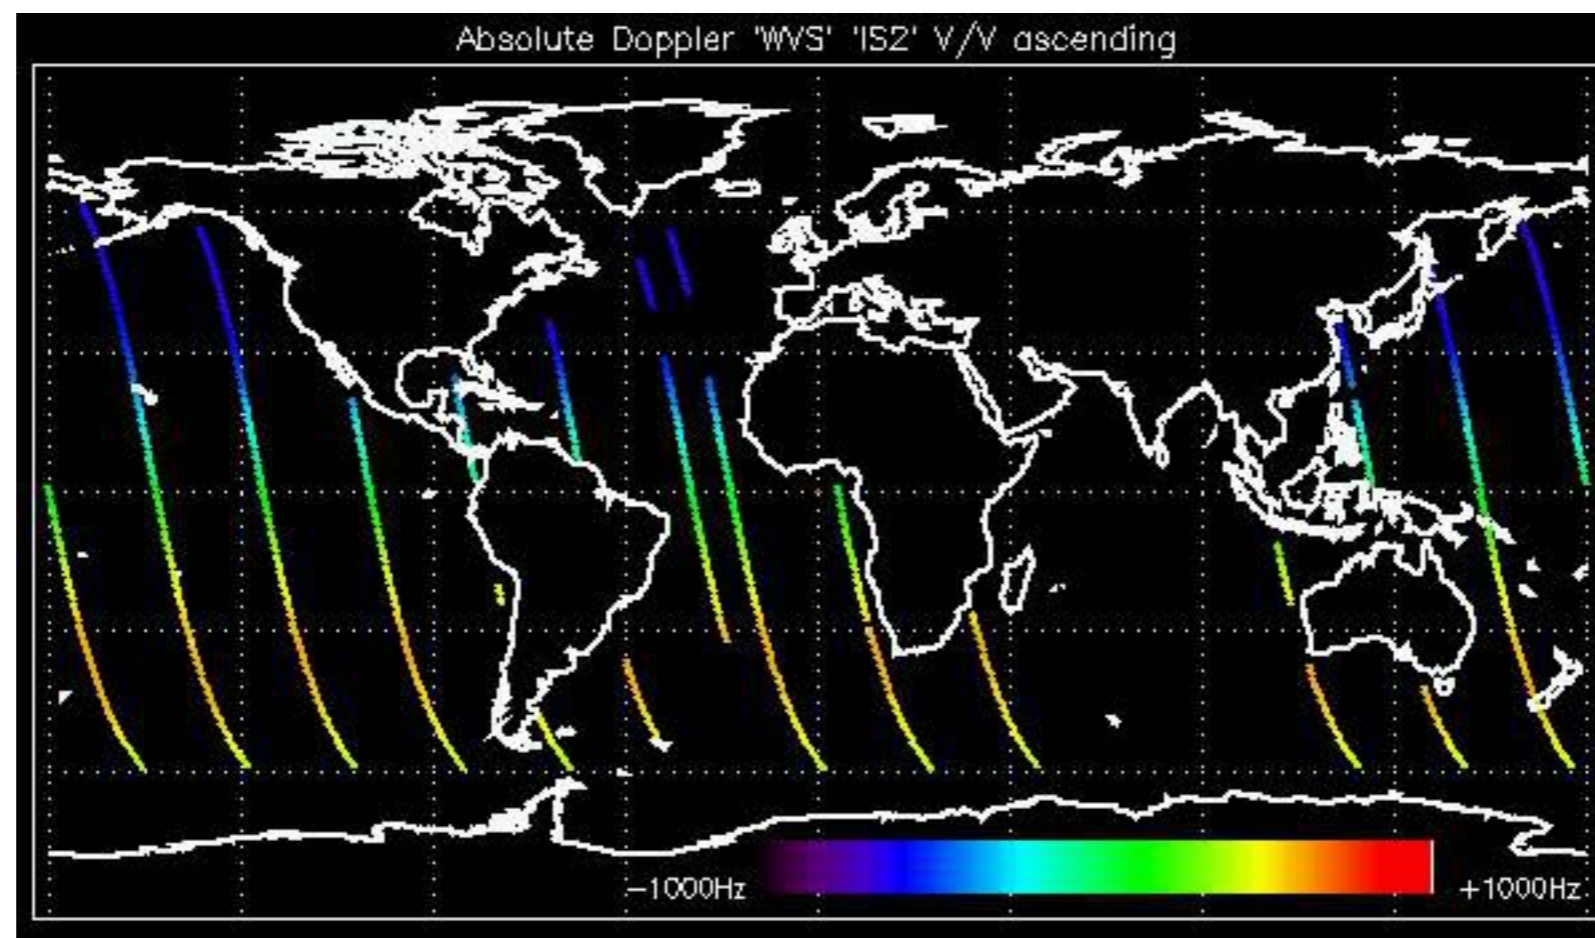 Absolute Doppler 'WVS' 'IS2' V/V ascending
-1000Hz +1000Hz